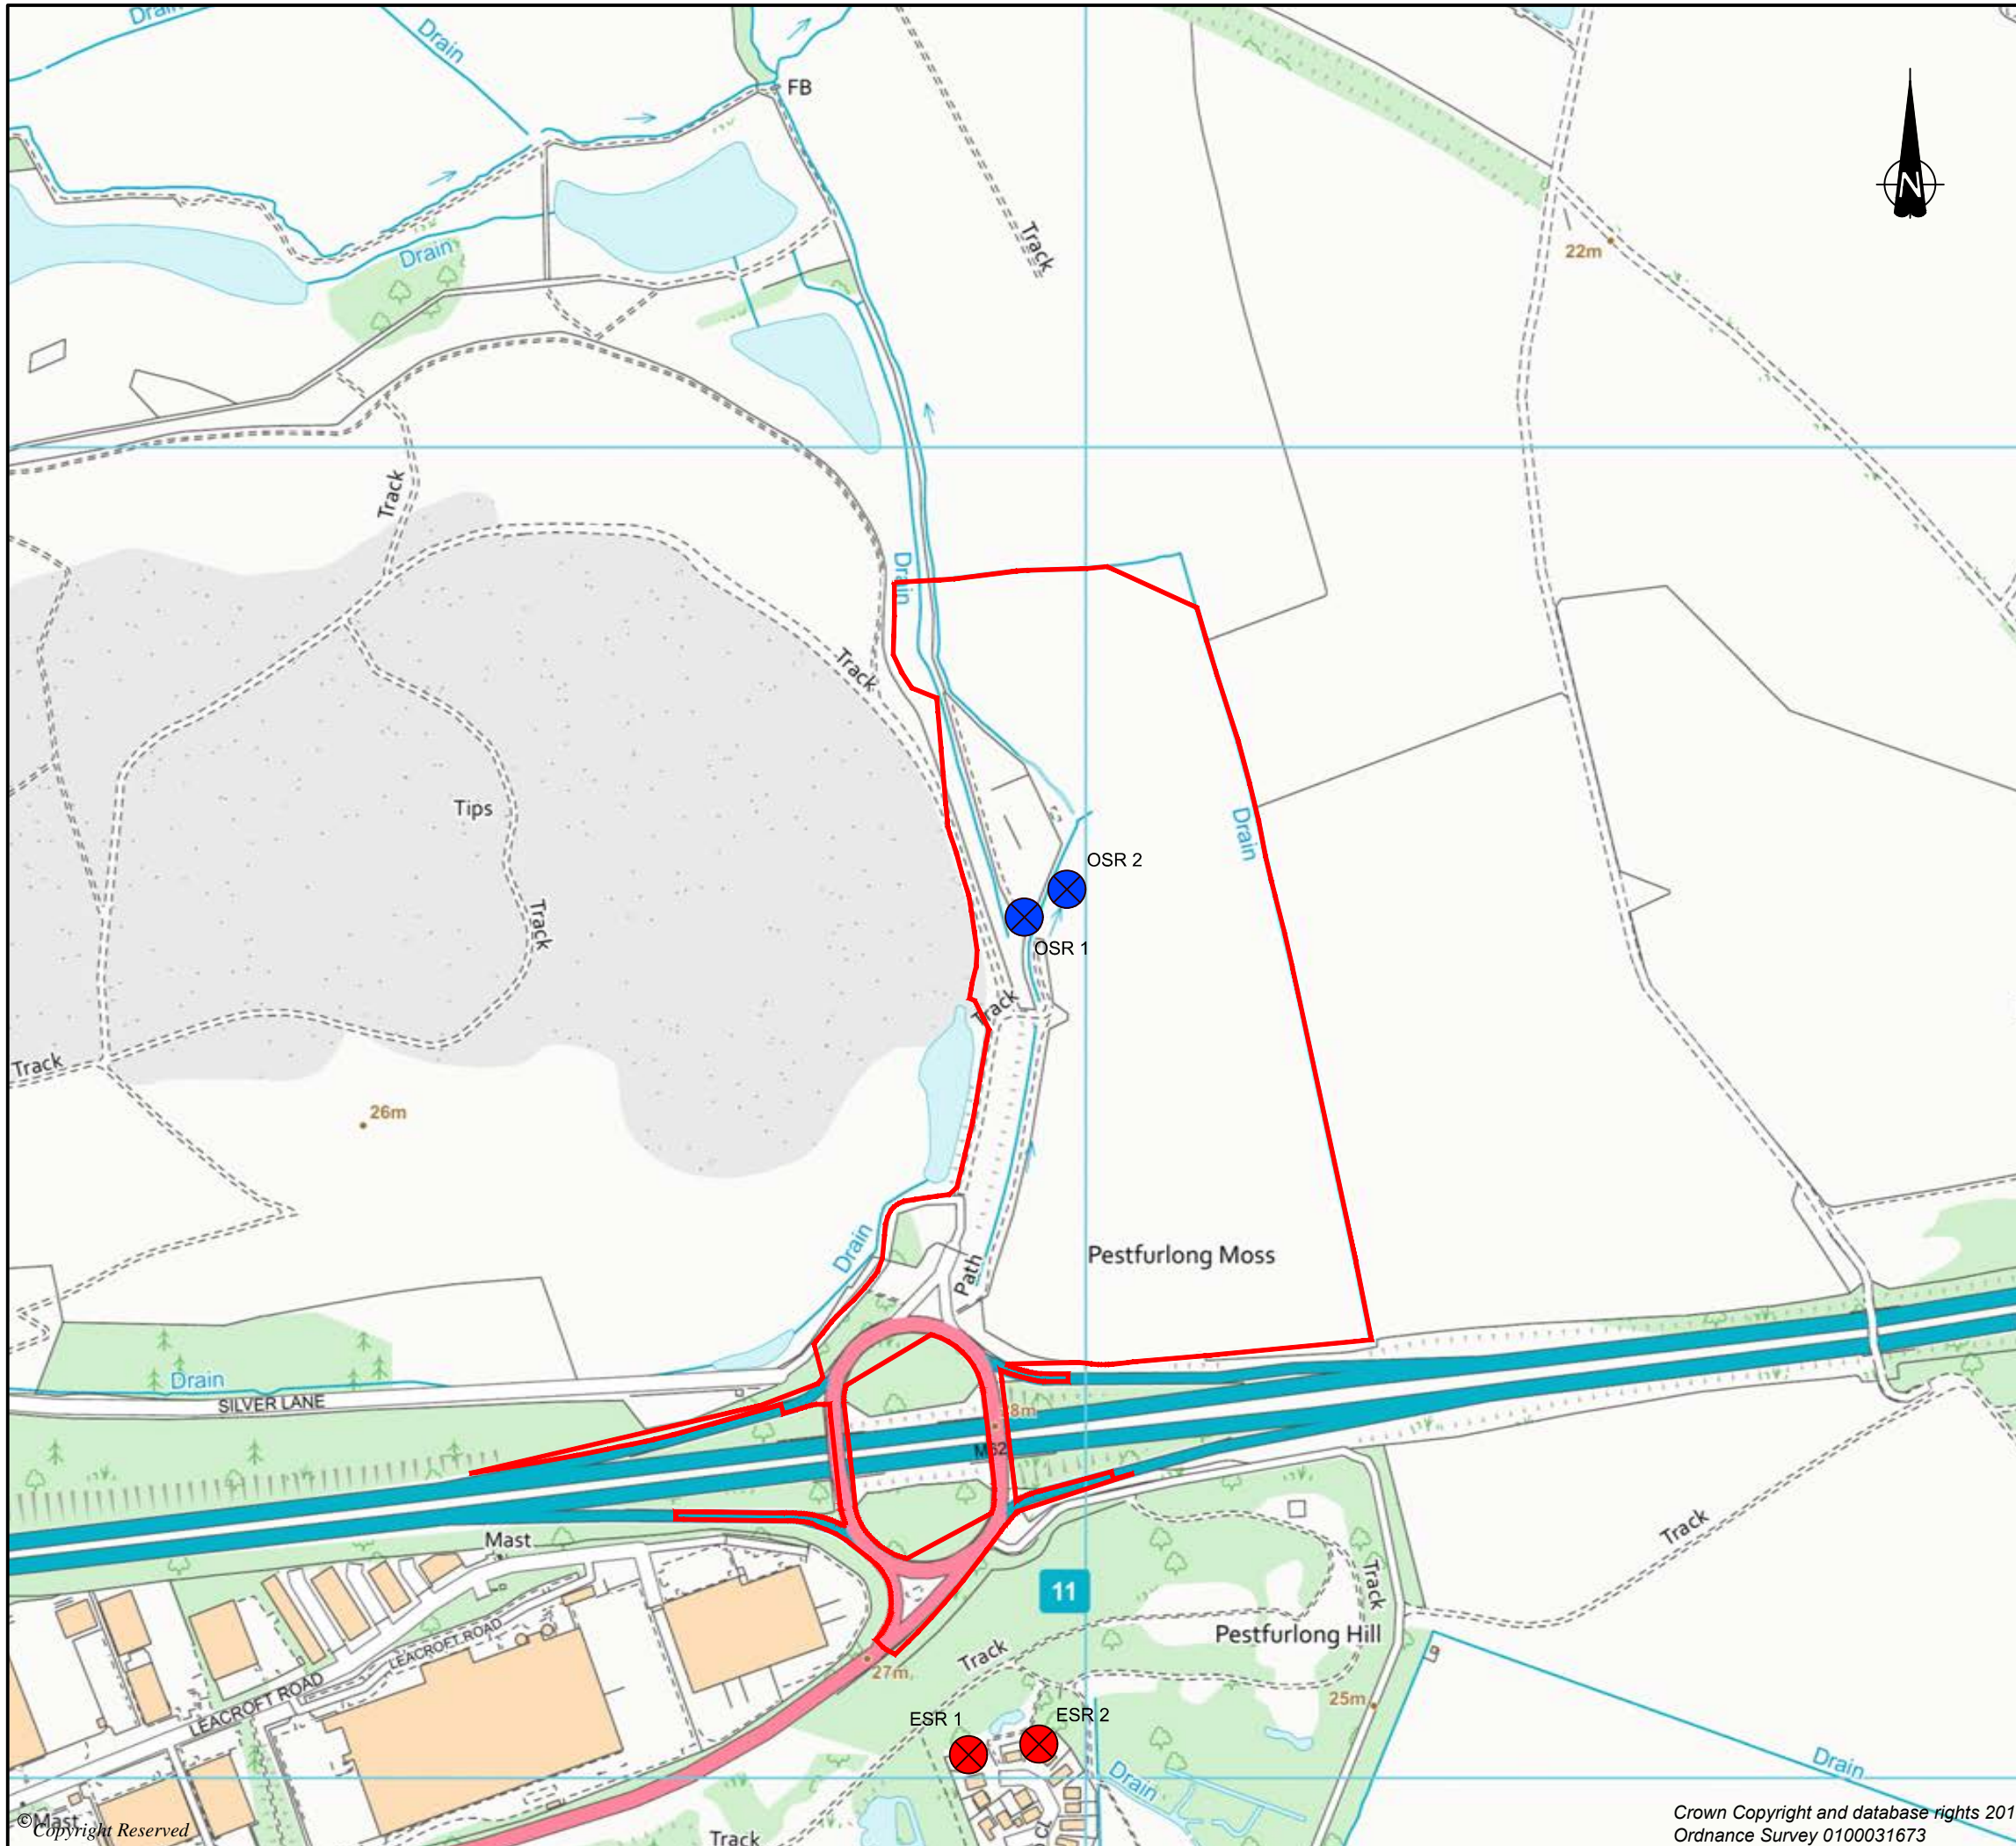 Drain
Drain
FB
N
Track
22m
Drain
Track
Drain
Track
Tips
Drain
OSR 2
Track
OSR 1
Track
Track
26m
Drain
Path
Pestfurlong Moss
Drain
SILVER LANE
38m
M62
Mast
11
Track
Track
LEACROFT ROAD
Pestfurlong Hill
Track
27m
LEACROFT ROAD
25m
ESR 1
ESR 2
Drain
Drain
Mast
© Copyright Reserved
Track
Crown Copyright and database rights 201
Ordnance Survey 0100031673